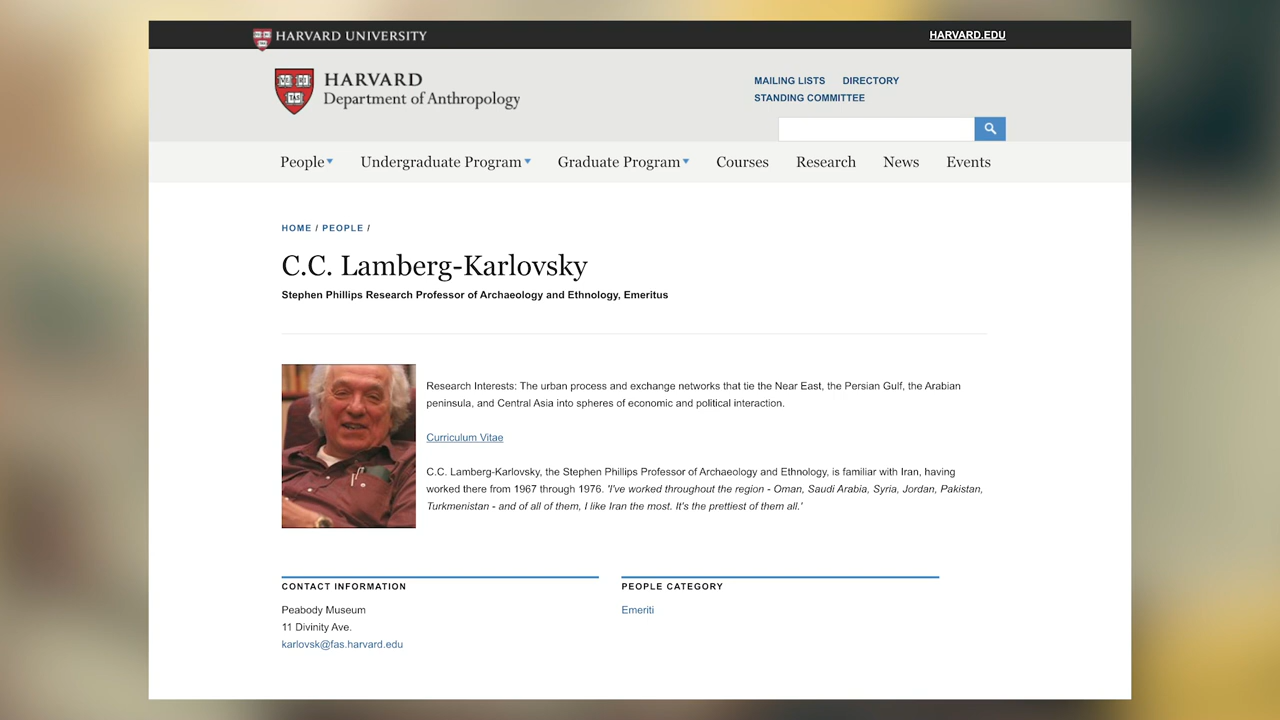 HARVARD UNIVERSITY
HARVARD.EDU
HARVARD
Department of Anthropology
MAILING LISTS DIRECTORY
STANDING COMMITTEE
People Undergraduate Program Graduate Program Courses Research News Events
HOME / PEOPLE /
C.C. Lamberg-Karlovsky
Stephen Phillips Research Professor of Archaeology and Ethnology, Emeritus
Research Interests: The urban process and exchange networks that tie the Near East, the Persian Gulf, the Arabian
peninsula, and Central Asia into spheres of economic and political interaction.
Curriculum Vitae
C.C. Lamberg-Karlovsky, the Stephen Phillips Professor of Archaeology and Ethnology, is familiar with Iran, having
worked there from 1967 through 1976. 'I've worked throughout the region - Oman, Saudi Arabia, Syria, Jordan, Pakistan,
Turkmenistan - and of all of them, I like Iran the most. It's the prettiest of them all.'
CONTACT INFORMATION
Peabody Museum
11 Divinity Ave.
karlovsk@fas.harvard.edu
PEOPLE CATEGORY
Emeriti